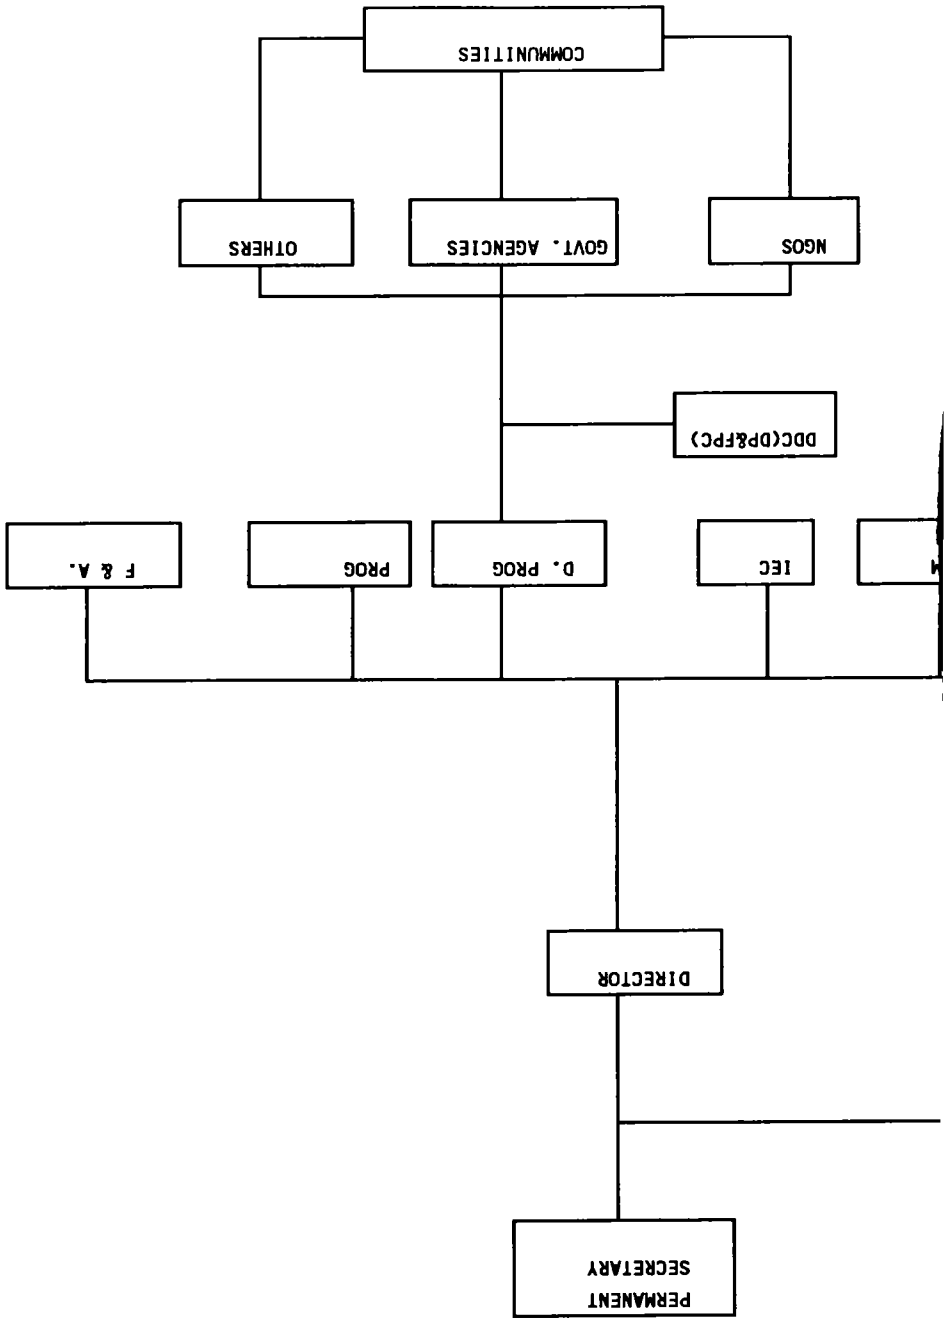 PERMANENT
SECRETARY
DIRECTOR
IEC
D. PROG
PROG
F & A.
DDC(DP&FPC)
NGOS
GOVT. AGENCIES
OTHERS
COMMUNITIES